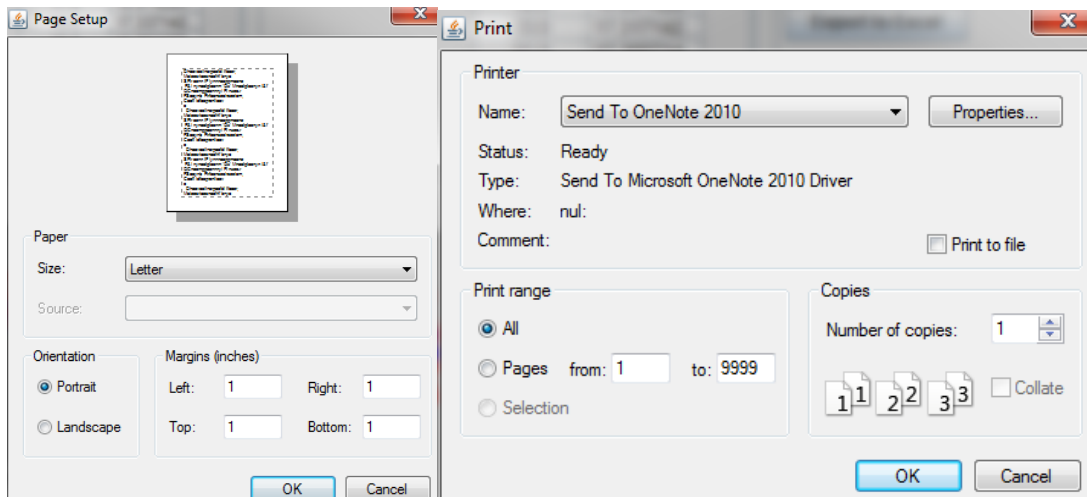 Page Setup
Paper
Size: Letter
Source:
Orientation
Portrait
Landscape
Margins (inches)
Left: 1 Right: 1
Top: 1 Bottom: 1
OK Cancel
Print
Printer
Name: Send To OneNote 2010 Properties...
Status: Ready
Type: Send To Microsoft OneNote 2010 Driver
Where: nul:
Comment:
Print to file
Print range
All
Pages from: 1 to: 9999
Selection
Copies
Number of copies: 1
1 1 2 2 3 3 Collate
OK Cancel